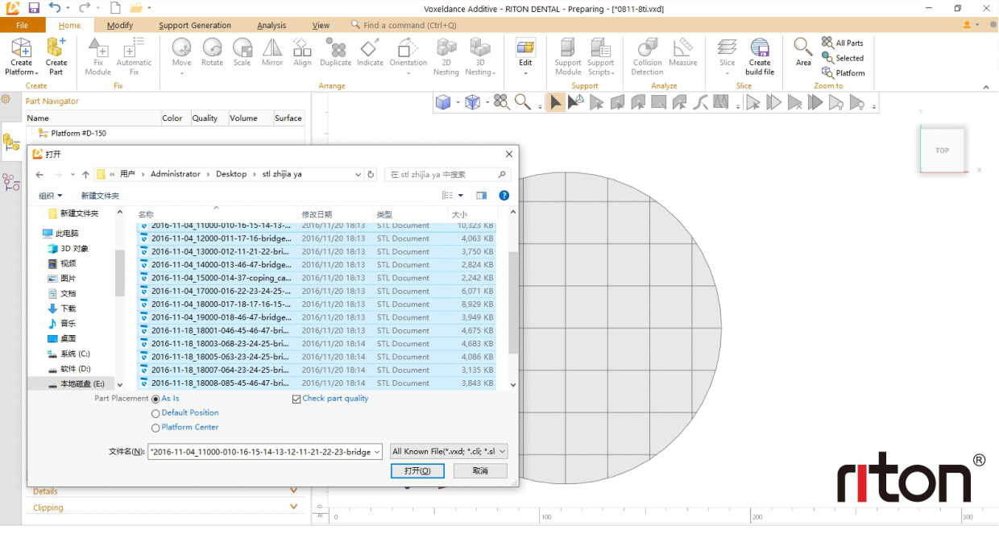 Voxeldance Additive - RITON DENTAL - Preparing - [*0811-8ti.vxd]
File Home Modify Support Generation Analysis View Find a command (Ctrl+Q)
Create Platform Create Part Fix Module Automatic Fix Move Rotate Scale Mirror Align Duplicate Indicate Orientation 2D Nesting 3D Nesting Edit Support Module Support Scripts Collision Detection Measure Slice Create build file Area All Parts
Selected
Platform
Create Fix Arrange Support Analyze Slice Zoom to
Part Navigator
Name Color Quality Volume Surface
Platform #D-150
TOP
Y
X
打开
« 用户 › Administrator › Desktop › stl zhijia ya 在 stl zhijia ya 中搜索
组织 新建文件夹
新建文件夹
此电脑
3D 对象
视频
图片
文档
下载
音乐
桌面
系统 (C:)
软件 (D:)
本地磁盘 (E:)
名称 修改日期 类型 大小
2016-11-04_11000-010-16-15-14-13-... 2016/11/20 18:13 STL Document 10,323 KB
2016-11-04_12000-011-17-16-bridge... 2016/11/20 18:13 STL Document 4,063 KB
2016-11-04_13000-012-11-21-22-bri... 2016/11/20 18:13 STL Document 3,750 KB
2016-11-04_14000-013-46-47-bridge... 2016/11/20 18:13 STL Document 2,824 KB
2016-11-04_15000-014-37-coping_ca... 2016/11/20 18:13 STL Document 2,242 KB
2016-11-04_17000-016-22-23-24-25-... 2016/11/20 18:13 STL Document 6,071 KB
2016-11-04_18000-017-18-17-16-15-... 2016/11/20 18:13 STL Document 8,929 KB
2016-11-04_19000-018-46-47-bridge... 2016/11/20 18:13 STL Document 3,949 KB
2016-11-18_18001-046-45-46-47-bri... 2016/11/20 18:13 STL Document 4,675 KB
2016-11-18_18003-068-23-24-25-bri... 2016/11/20 18:14 STL Document 4,683 KB
2016-11-18_18005-063-23-24-25-bri... 2016/11/20 18:14 STL Document 4,086 KB
2016-11-18_18007-064-23-24-25-bri... 2016/11/20 18:14 STL Document 3,135 KB
2016-11-18_18008-085-45-46-47-bri... 2016/11/20 18:14 STL Document 3,843 KB
Part Placement As Is Check part quality
Default Position
Platform Center
文件名(N): "2016-11-04_11000-010-16-15-14-13-12-11-21-22-23-bridge All Known File(*.vxd; *.cli; *.sl
打开(O) 取消
Details
Clipping
0 100 200 300
riton®